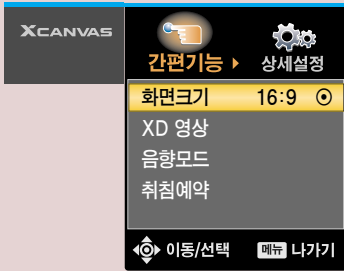 XCANVAS
간편기능 상세설정
화면크기 16:9
XD 영상
음향모드
취침예약
이동/선택 메뉴 나가기